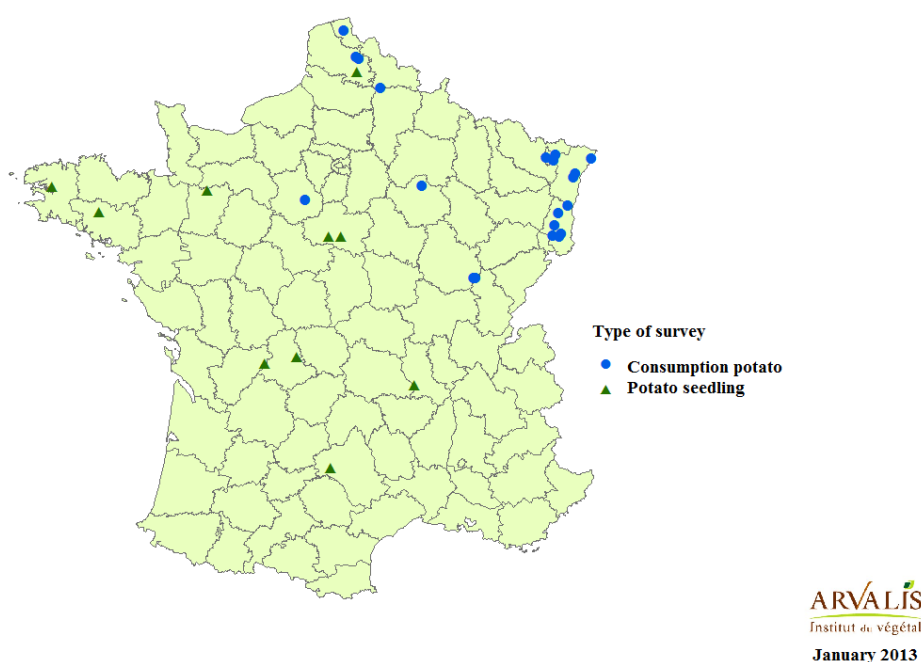 Type of survey
Consumption potato
Potato seedling
ARVALIS
Institut du végétal
January 2013